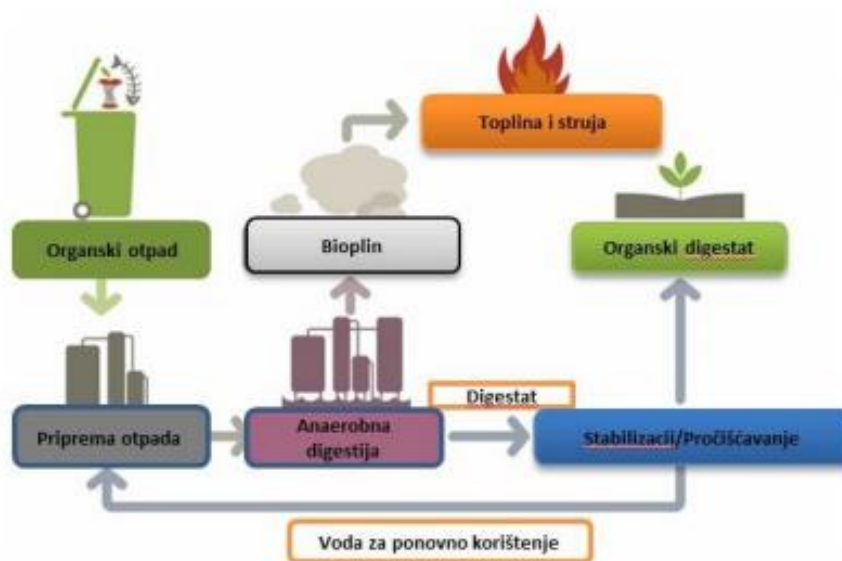 Toplina i struja
Organski otpad
Bioplin
Organski digestat
Digestat
Priprema otpada
Anaerobna
digestija
Stabilizacii/Pročišćavanje
Voda za ponovno korištenje